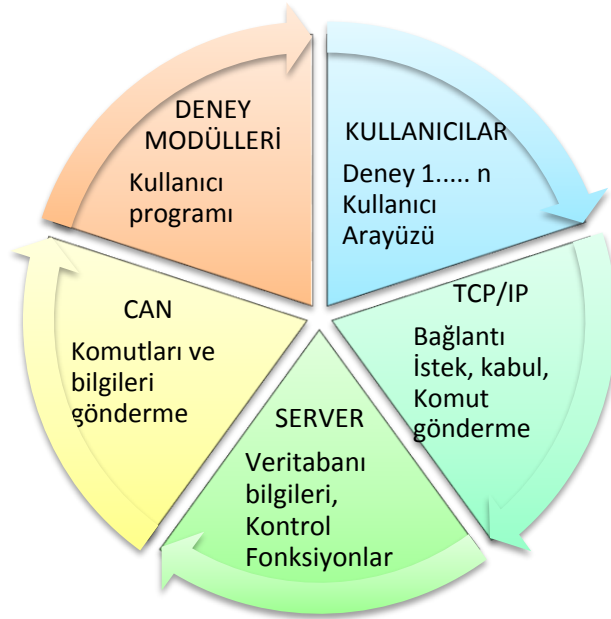 DENEY
MODÜLLERİ
Kullanıcı
programı
KULLANICILAR
Deney 1..... n
Kullanıcı
Arayüzü
TCP/IP
Bağlantı
İstek, kabul,
Komut
gönderme
SERVER
Veritabanı
bilgileri,
Kontrol
Fonksiyonlar
CAN
Komutları ve
bilgileri
gönderme